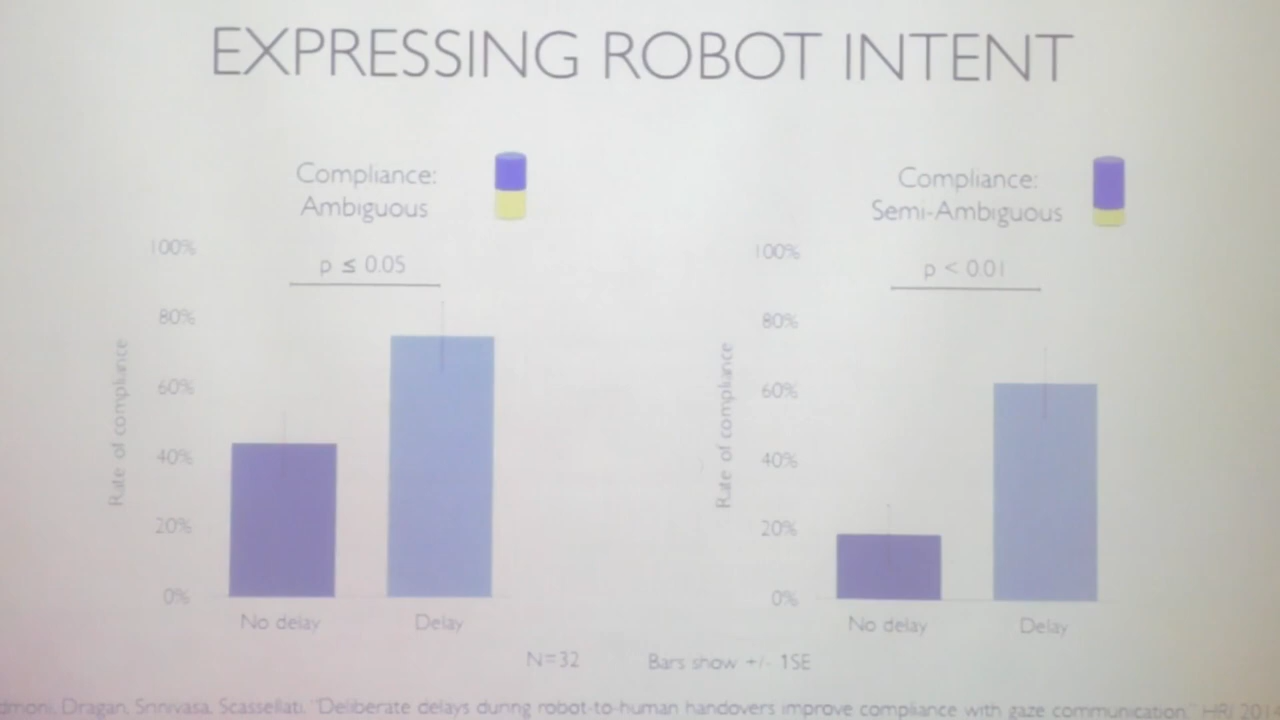 EXPRESSING ROBOT INTENT
Compliance:
Ambiguous
100%
p ≤ 0.05
80%
60%
40%
20%
0%
Rate of compliance
No delay
Delay
Compliance:
Semi-Ambiguous
100%
p < 0.01
80%
60%
40%
20%
0%
Rate of compliance
No delay
Delay
N=32
Bars show +/- 1SE
Dragan, Srinivasa, Scassellati. "Deliberate delays during robot-to-human handovers improve compliance with gaze communication." HRI